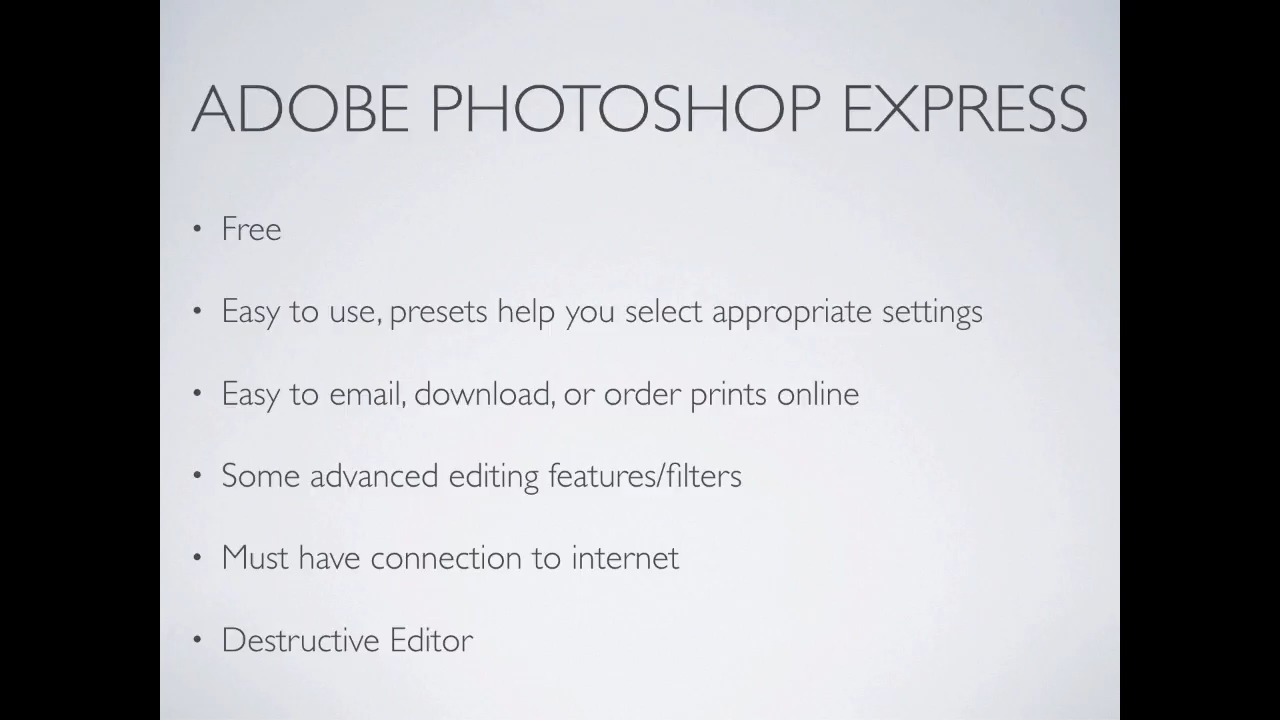 ADOBE PHOTOSHOP EXPRESS
• Free
• Easy to use, presets help you select appropriate settings
• Easy to email, download, or order prints online
• Some advanced editing features/filters
• Must have connection to internet
• Destructive Editor